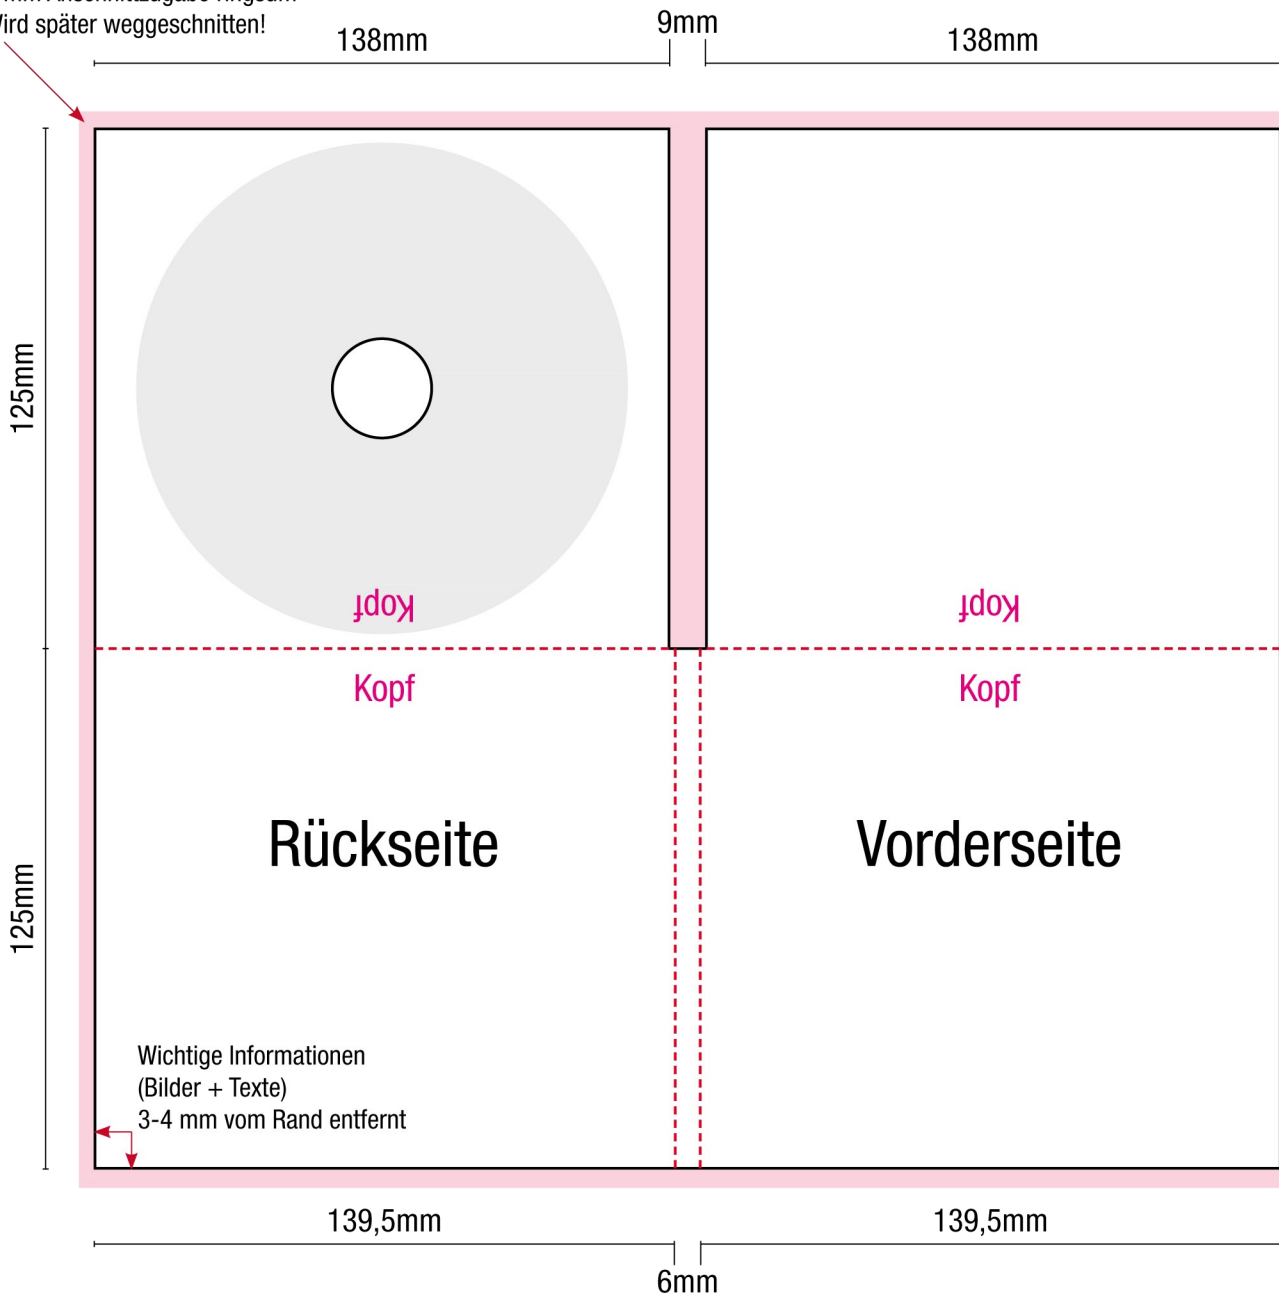 Wird später weggeschnitten!
138mm
9mm
138mm
125mm
Kopf
Kopf
Kopf
Kopf
Rückseite
Vorderseite
125mm
Wichtige Informationen
(Bilder + Texte)
3-4 mm vom Rand entfernt
139,5mm
139,5mm
6mm